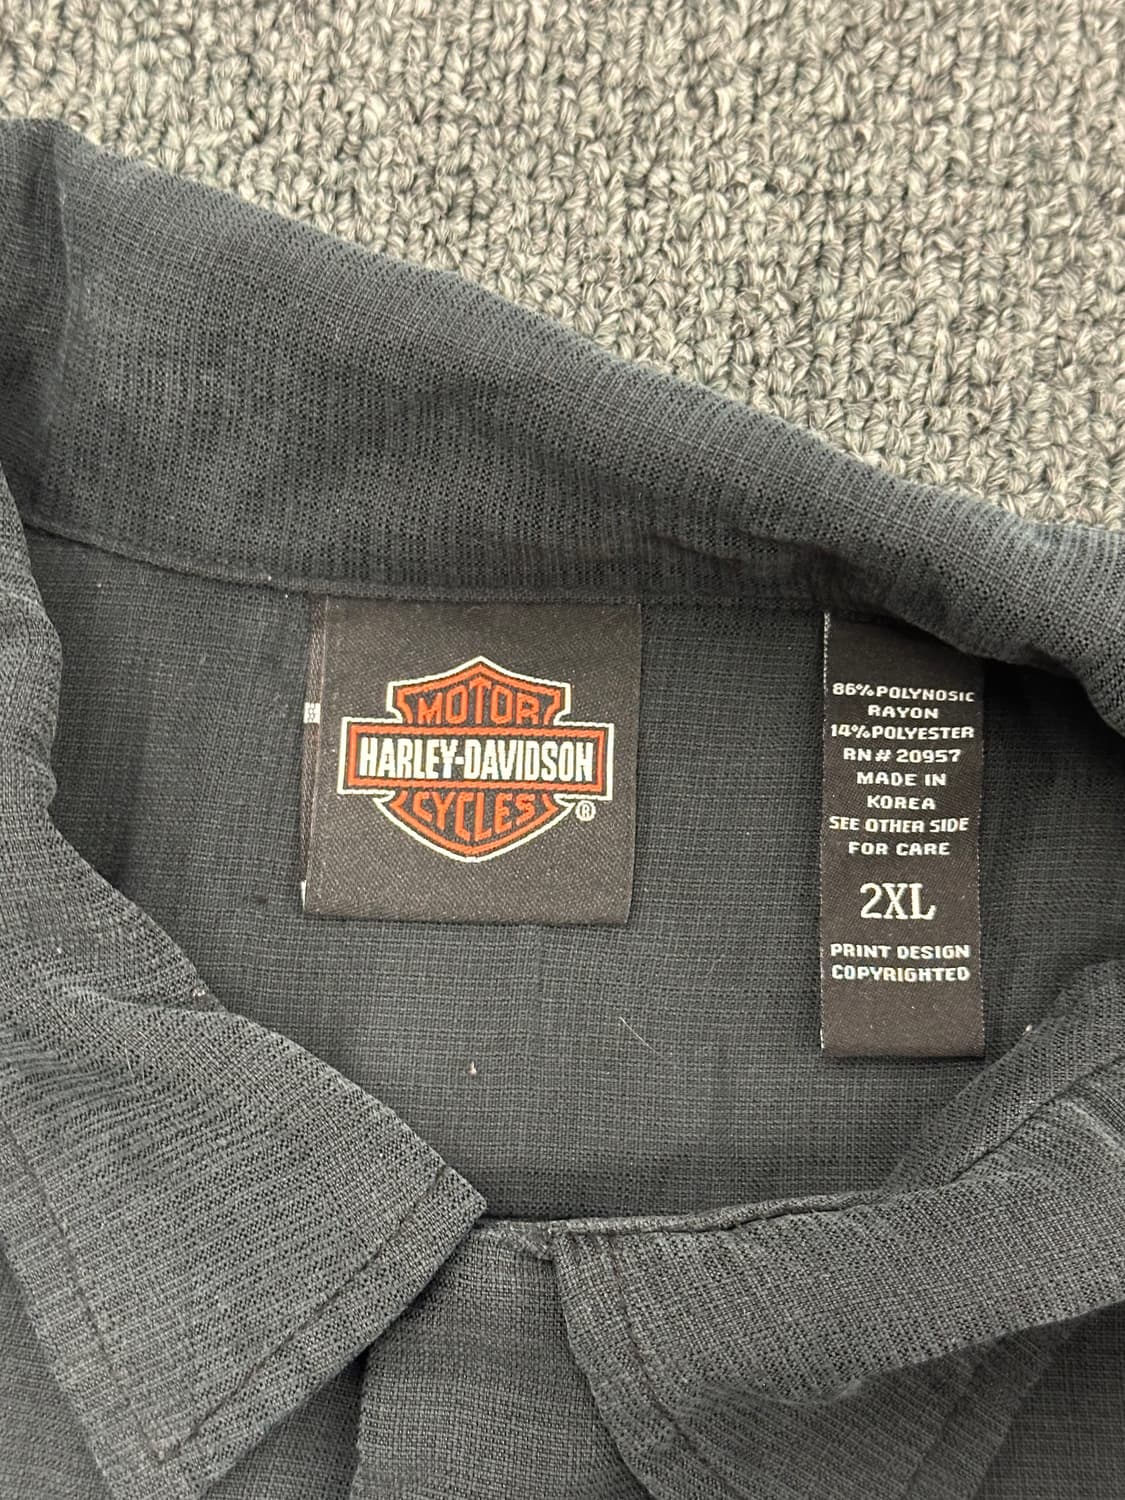 MOTOR
HARLEY-DAVIDSON
CYCLES
®
86% POLYNOSIC
RAYON
14% POLYESTER
RN# 20957
MADE IN
KOREA
SEE OTHER SIDE
FOR CARE
2XL
PRINT DESIGN
COPYRIGHTED